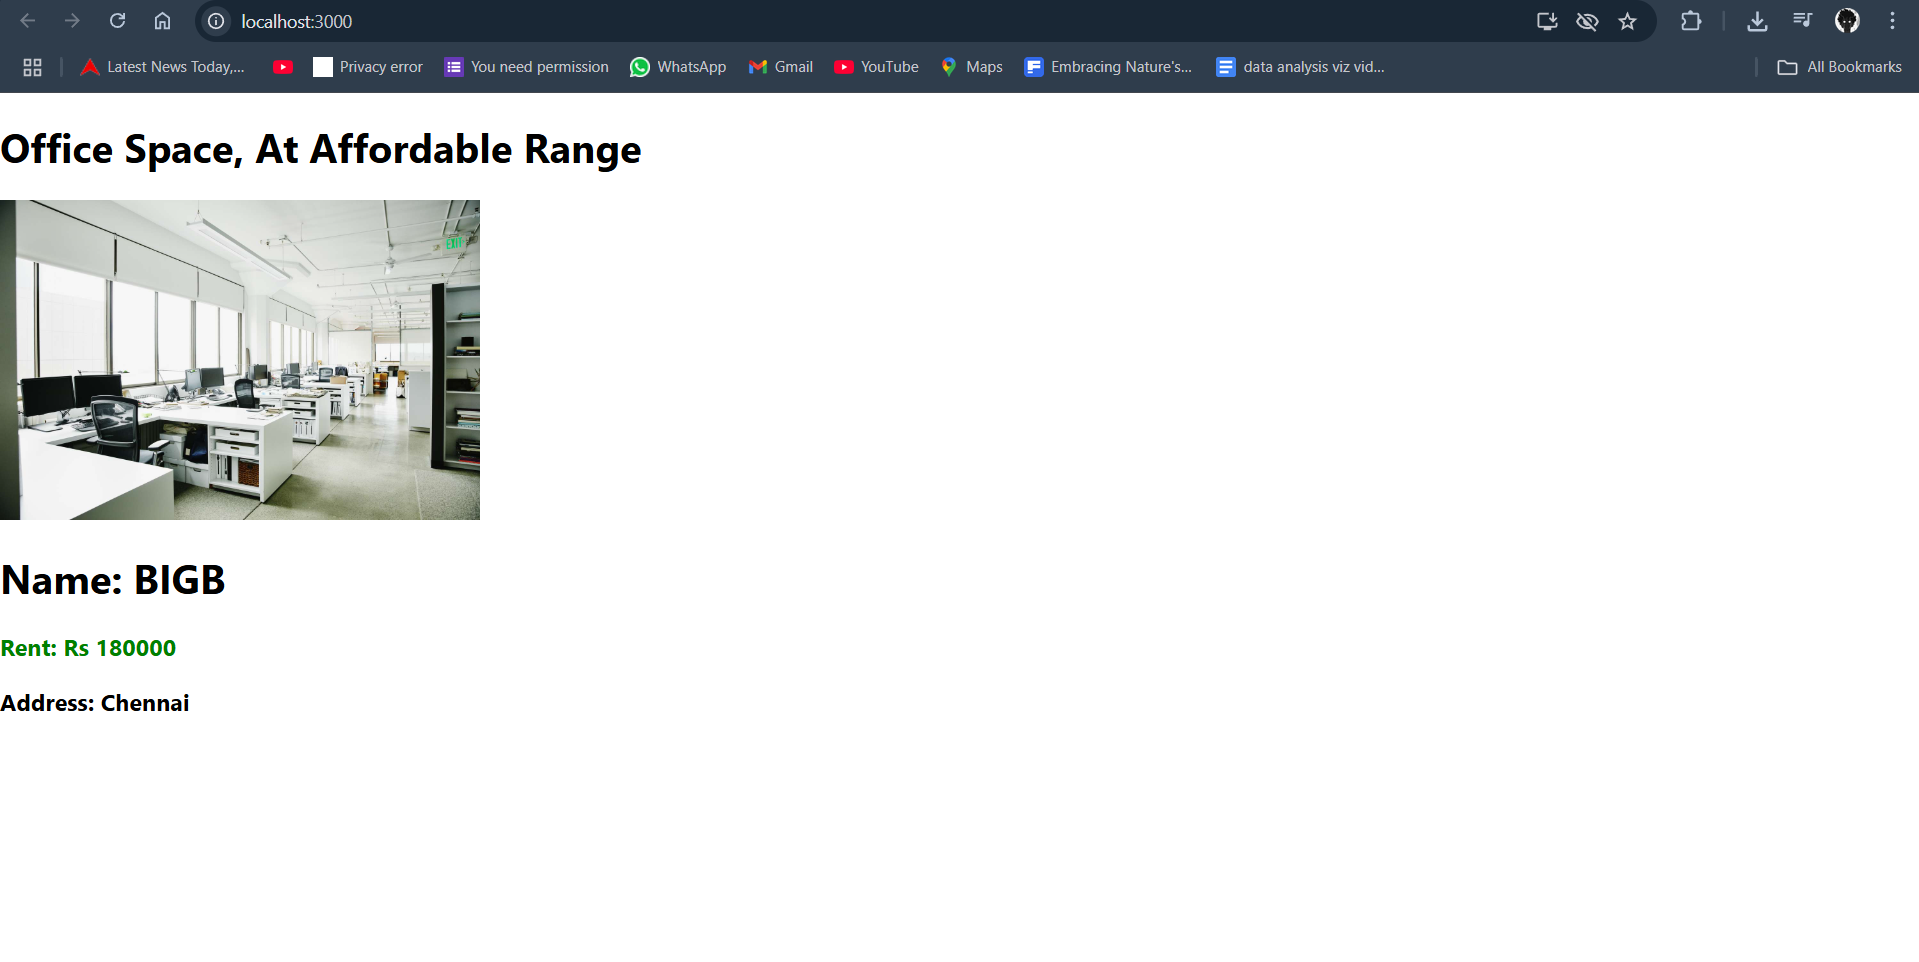 localhost:3000
Latest News Today,...
Privacy error
You need permission
WhatsApp
Gmail
YouTube
Maps
Embracing Nature's...
data analysis viz vid...
All Bookmarks
Office Space, At Affordable Range
EXIT
Name: BIGB
Rent: Rs 180000
Address: Chennai